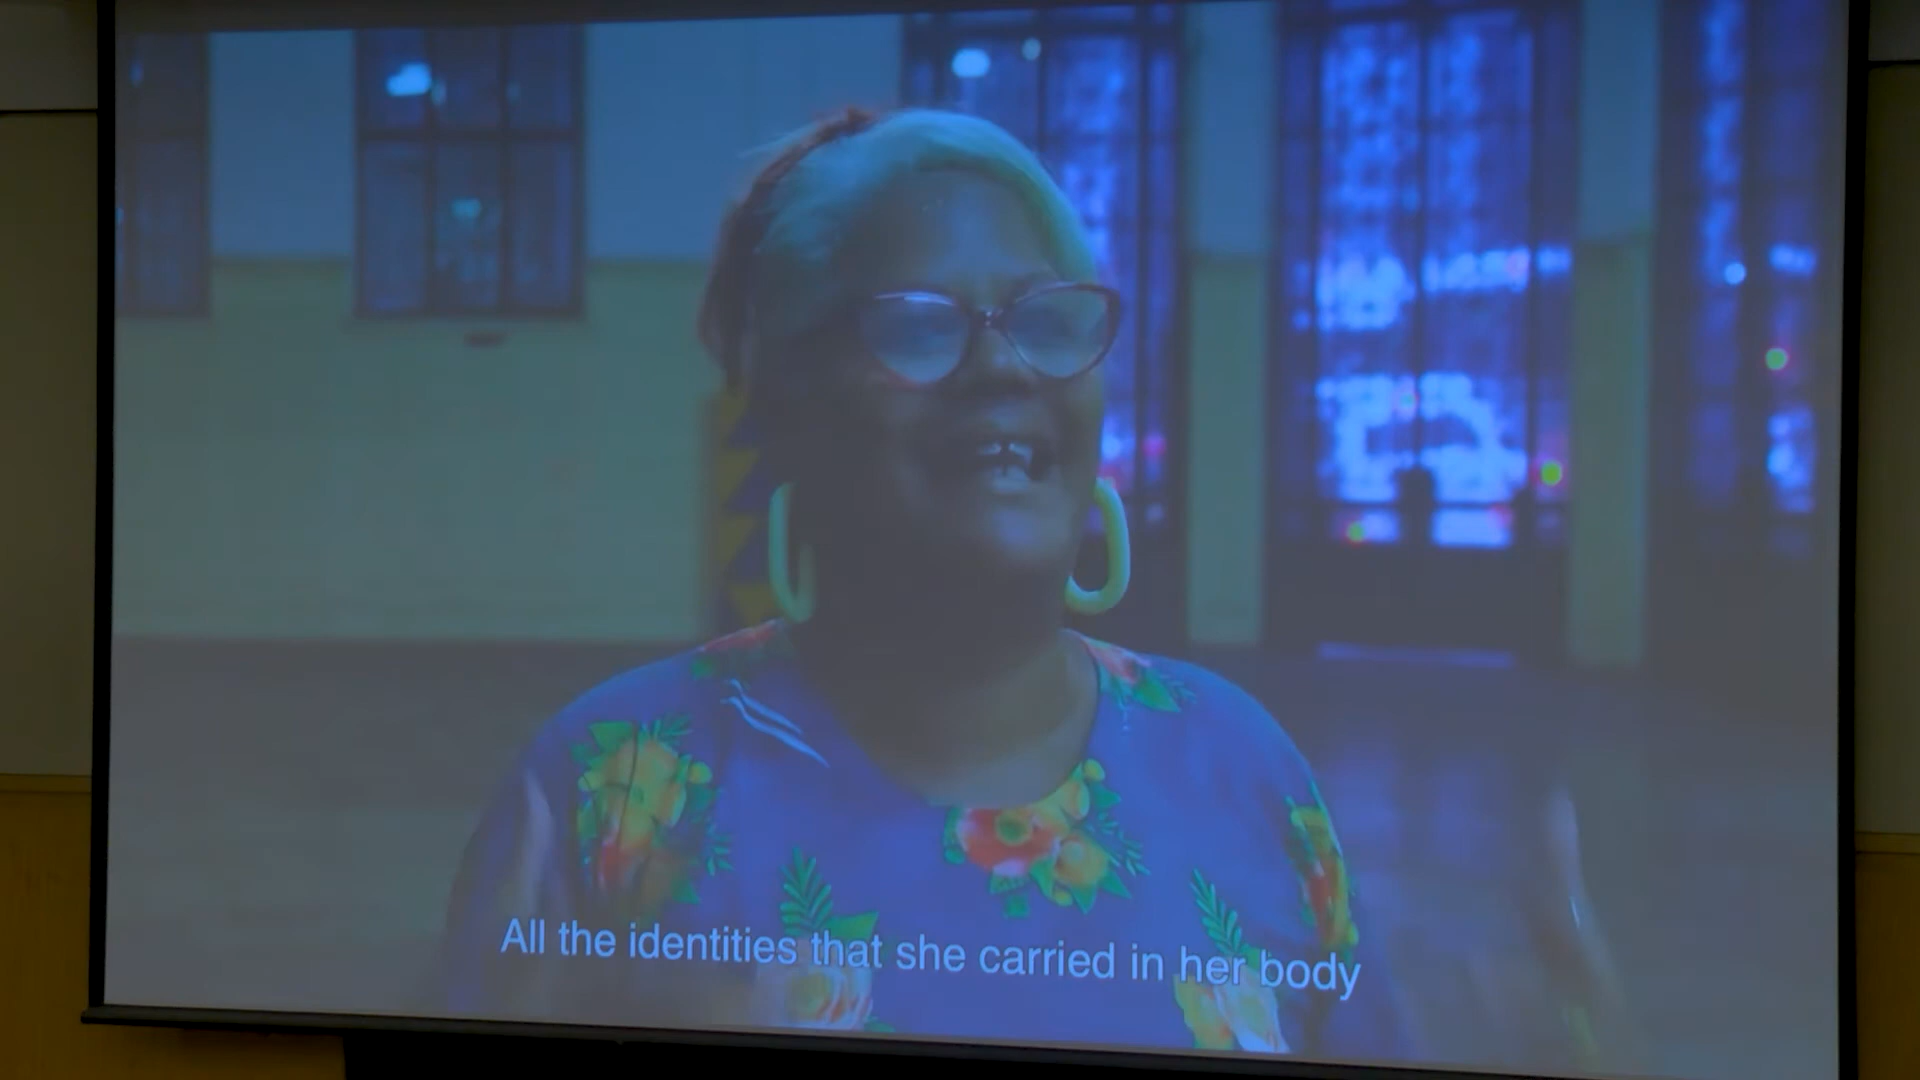 All the identities that she carried in her body